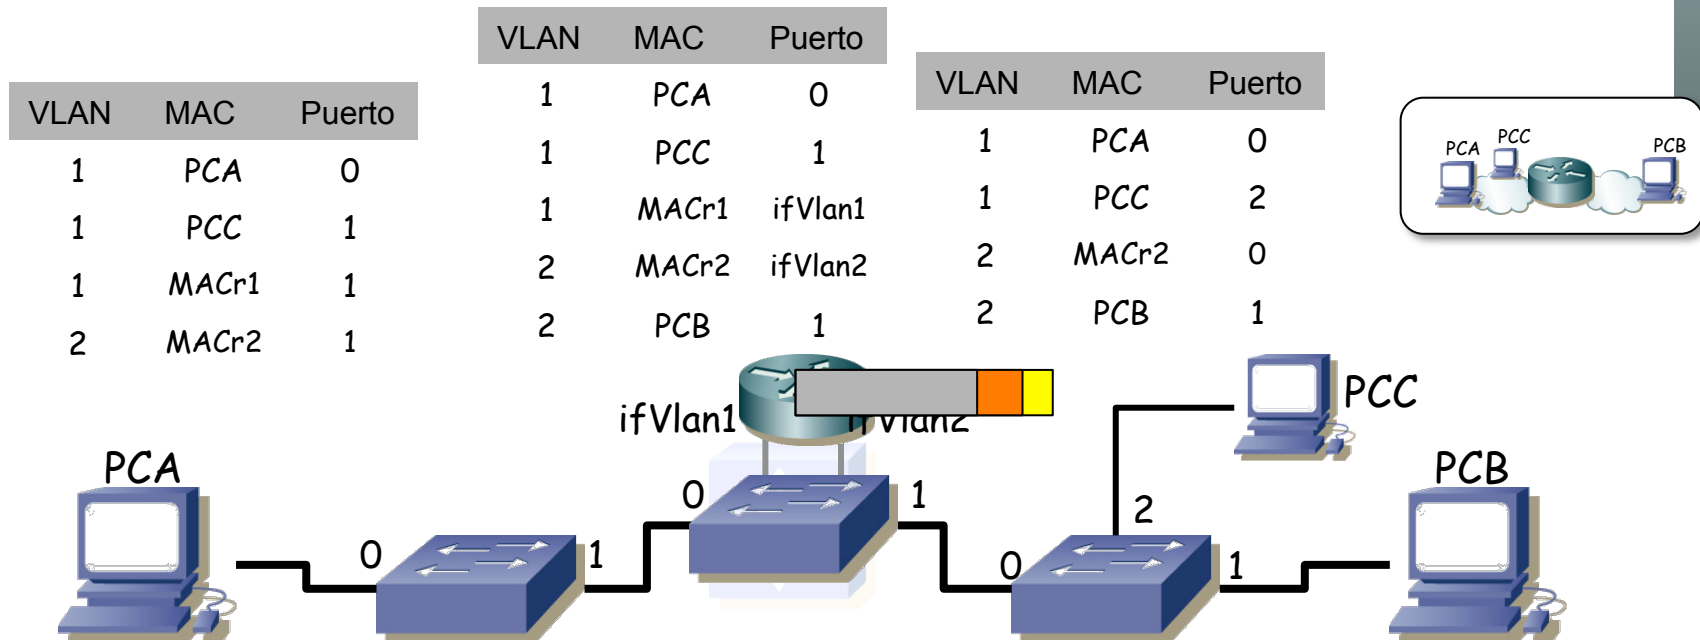 VLAN MAC Puerto
1 PCA 0
1 PCC 1
1 MACr1 1
2 MACr2 1
VLAN MAC Puerto
1 PCA 0
1 PCC 1
1 MACr1 ifVlan1
2 MACr2 ifVlan2
2 PCB 1
VLAN MAC Puerto
1 PCA 0
1 PCC 2
2 MACr2 0
2 PCB 1
PCA PCC PCB
ifVlan1 ifVlan2
PCC
PCA
PCB
0 1
0 1
0 2 1